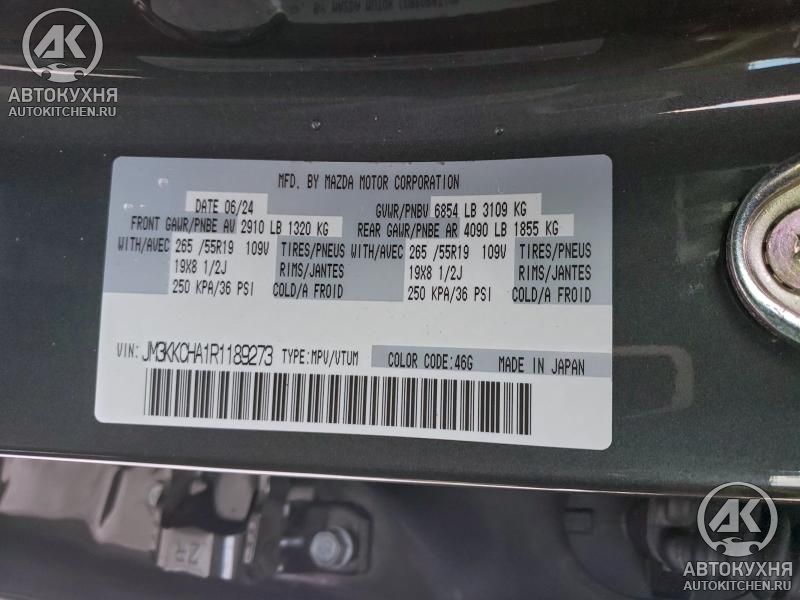 AK
АВТОКУХНЯ
AUTOKITCHEN.RU
MFD. BY MAZDA MOTOR CORPORATION
DATE 06/24 GVWR/PNBV 6854 LB 3109 KG
FRONT GAWR/PNBE AV 2910 LB 1320 KG REAR GAWR/PNBE AR 4090 LB 1855 KG
WITH/AVEC 265 /55R19 109V TIRES/PNEUS WITH/AVEC 265 /55R19 109V TIRES/PNEUS
19X8 1/2J RIMS/JANTES 19X8 1/2J RIMS/JANTES
250 KPA/36 PSI COLD/A FROID 250 KPA/36 PSI COLD/A FROID
VIN: JM3KKCHA1R1189273 TYPE:MPV/VTUM COLOR CODE:46G MADE IN JAPAN
ZR
AK
АВТОКУХНЯ
AUTOKITCHEN.RU